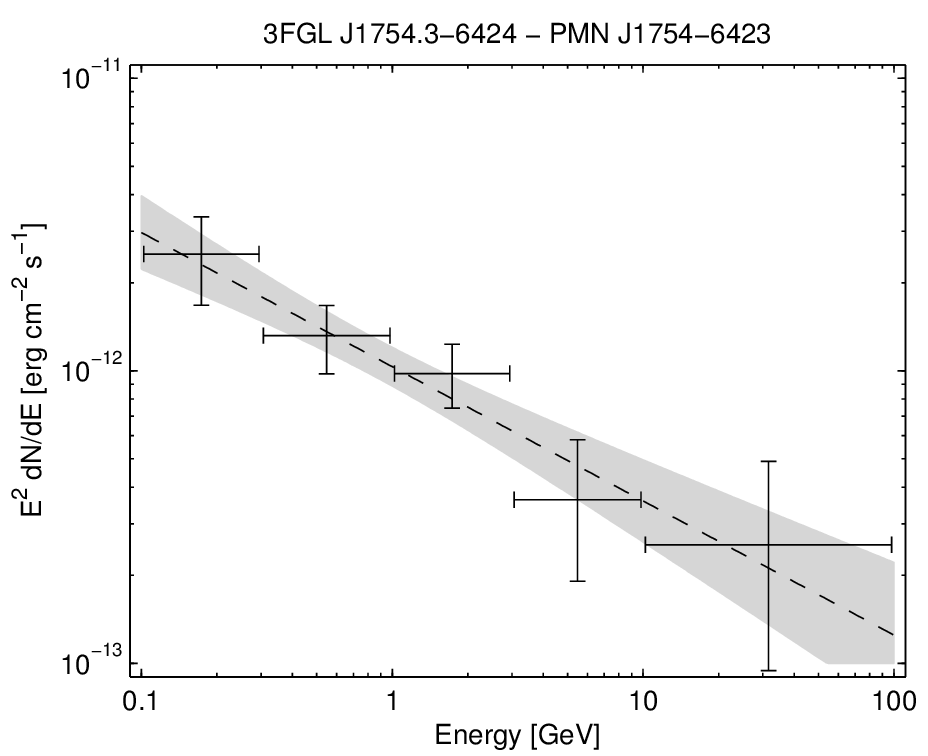 3FGL J1754.3−6424 − PMN J1754−6423
10⁻¹¹
10⁻¹²
10⁻¹³
E² dN/dE [erg cm⁻² s⁻¹]
0.1 1 10 100
Energy [GeV]